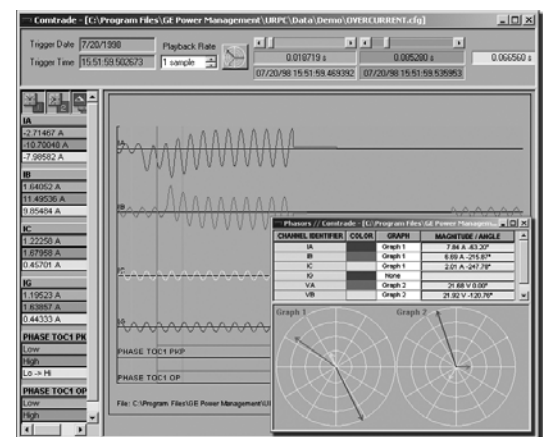 Comtrade - [C:\Program Files\GE Power Management\URPC\Data\Demo\OVERCURRENT.cfg]
Trigger Date 7/20/1998
Trigger Time 15:51:59.502673
Playback Rate
1 sample
0.018719 s
0.085280 s
0.066560 s
07/20/98 15:51:59.469392
07/20/98 15:51:59.535953
IA
-2.71467 A
-10.70048 A
-7.98582 A
IB
1.64052 A
11.49536 A
9.85484 A
IC
1.22258 A
1.67958 A
0.45701 A
IG
1.19523 A
1.63857 A
0.44333 A
PHASE TOC1 PK
Low
High
Lo -> Hi
PHASE TOC1 OP
Low
High
IA
IB
IC
IG
PHASE TOC1 PKP
PHASE TOC1 OP
File: C:\Program Files\GE Power Management\UR
Phasors // Comtrade - [C:\Program Files\GE Power Managem...
CHANNEL IDENTIFIER COLOR GRAPH MAGNITUDE / ANGLE
IA Graph 1 7.84 A -63.20°
IB Graph 1 6.69 A -215.87°
IC Graph 1 2.01 A -247.78°
IG None
VA Graph 2 21.68 V 0.00°
VB Graph 2 21.92 V -120.76°
Graph 1
Graph 2